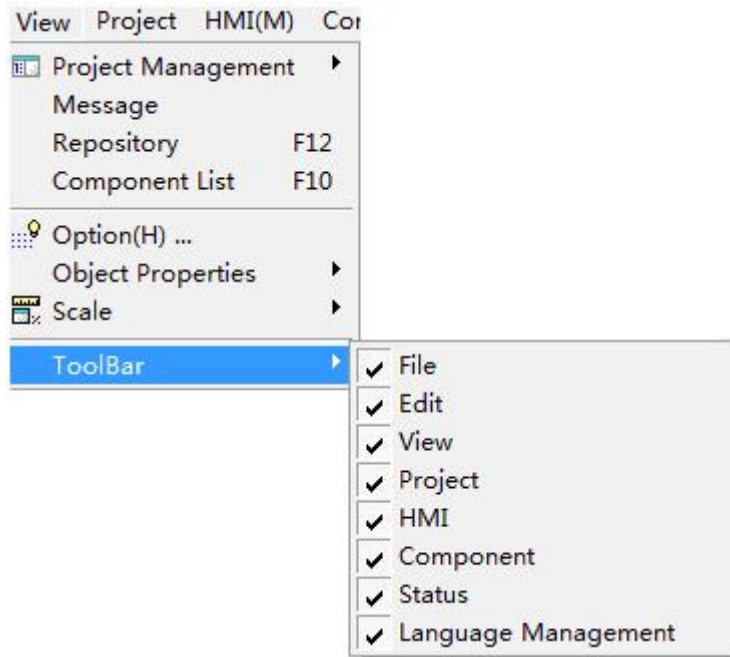 View Project HMI(M) Cor
Project Management
Message
Repository F12
Component List F10
Option(H) ...
Object Properties
Scale
ToolBar
File
Edit
View
Project
HMI
Component
Status
Language Management